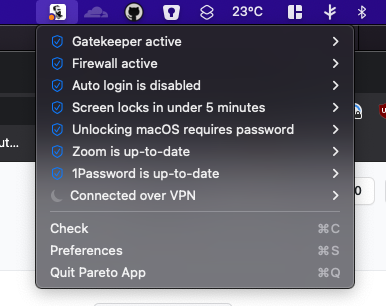 23°C
Gatekeeper active
Firewall active
Auto login is disabled
Screen locks in under 5 minutes
Unlocking macOS requires password
Zoom is up-to-date
1Password is up-to-date
Connected over VPN
Check ⌘C
Preferences ⌘S
Quit Pareto App ⌘Q
ut...
0